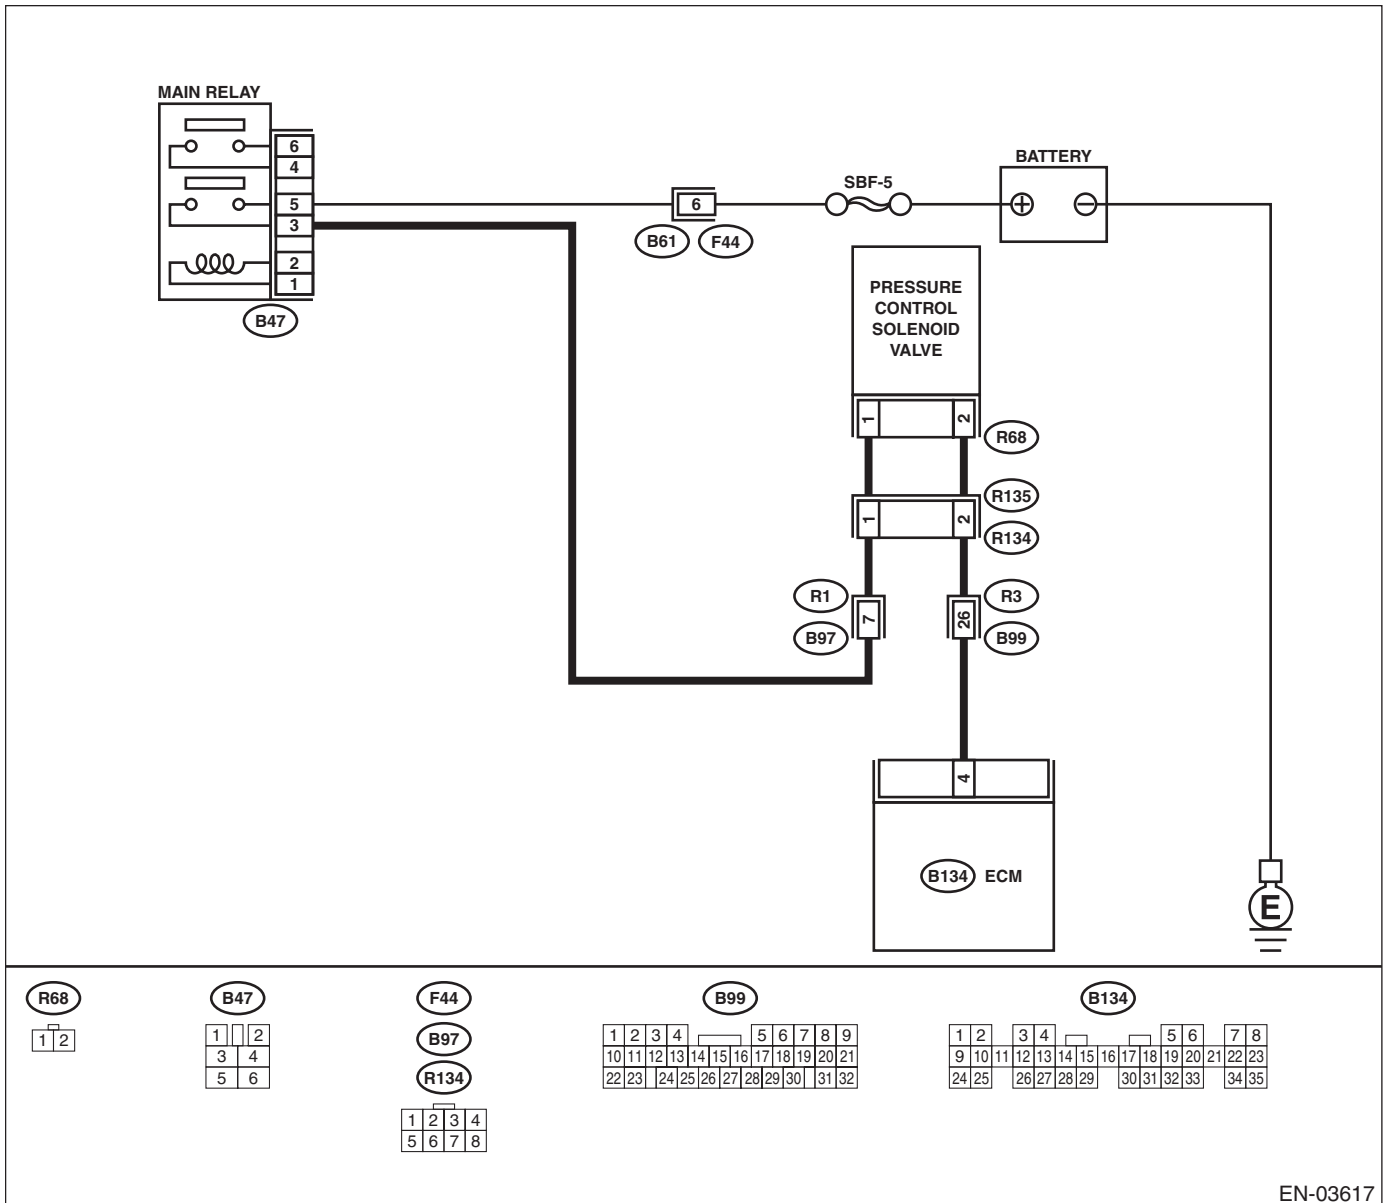 MAIN RELAY
6
4
5
3
2
1
B47
6
B61 F44
SBF-5
BATTERY
+ −
PRESSURE
CONTROL
SOLENOID
VALVE
1 2
R68
R135
1 2
R134
R1
7
B97
R3
26
B99
4
B134 ECM
E
R68
1 2
B47
1 2
3 4
5 6
F44
B97
R134
1 2 3 4
5 6 7 8
B99
1 2 3 4 5 6 7 8 9
10 11 12 13 14 15 16 17 18 19 20 21
22 23 24 25 26 27 28 29 30 31 32
B134
1 2 3 4 5 6 7 8
9 10 11 12 13 14 15 16 17 18 19 20 21 22 23
24 25 26 27 28 29 30 31 32 33 34 35
EN-03617